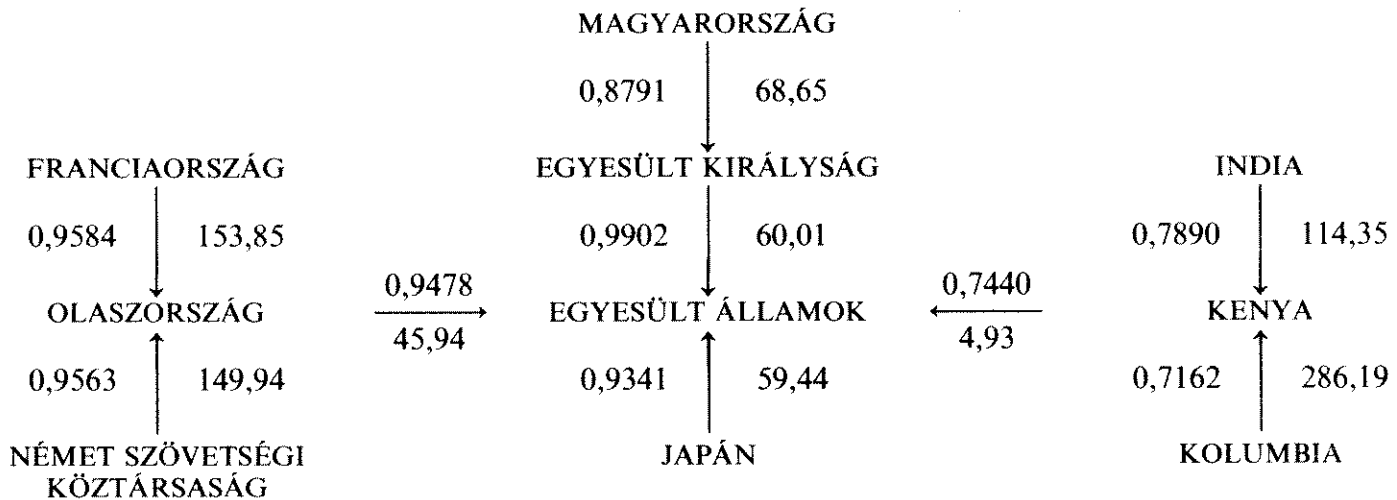 MAGYARORSZÁG
0,8791 68,65
FRANCIAORSZÁG EGYESÜLT KIRÁLYSÁG INDIA
0,9584 153,85 0,9902 60,01 0,7890 114,35
0,9478 0,7440
OLASZORSZÁG EGYESÜLT ÁLLAMOK KENYA
45,94 4,93
0,9563 149,94 0,9341 59,44 0,7162 286,19
NÉMET SZÖVETSÉGI JAPÁN KOLUMBIA
KÖZTÁRSASÁG